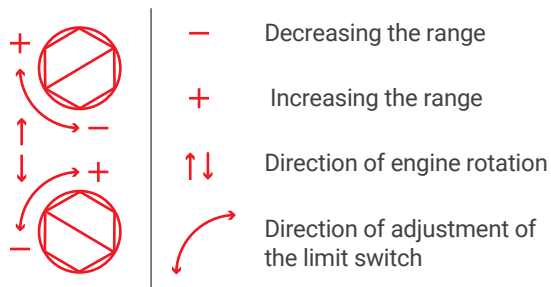 +
−
+
−
− Decreasing the range
+ Increasing the range
↑↓ Direction of engine rotation
Direction of adjustment of
the limit switch